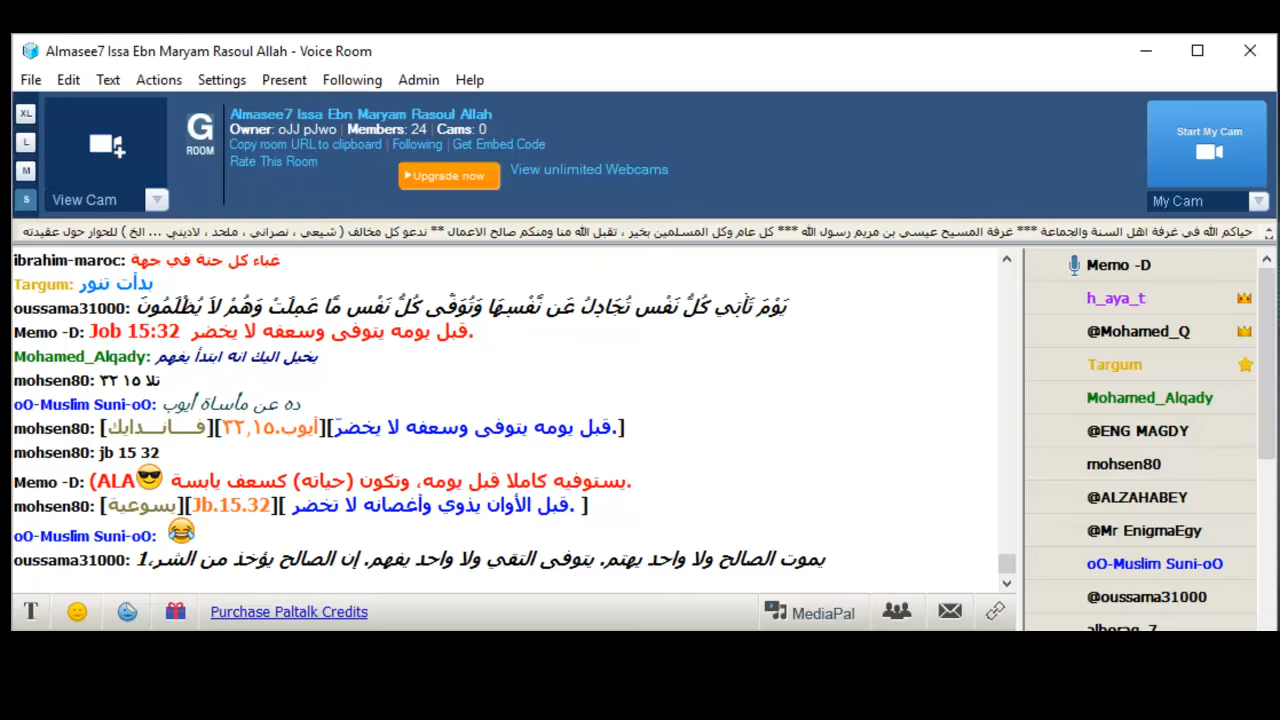 Almasee7 Issa Ebn Maryam Rasoul Allah - Voice Room
File Edit Text Actions Settings Present Following Admin Help
XL
L
M
S
View Cam
G
ROOM
Almasee7 Issa Ebn Maryam Rasoul Allah
Owner: oJJ pJwo | Members: 24 | Cams: 0
Copy room URL to clipboard | Following | Get Embed Code
Rate This Room
Upgrade now
View unlimited Webcams
Start My Cam
My Cam
حياكم الله في غرفة اهل السنة والجماعة *** غرفة المسيح عيسي بن مريم رسول الله *** كل عام وكل المسلمين بخير ، تقبل الله منا ومنكم صالح الاعمال ** ندعو كل مخالف ( شيعي ، نصراني ، ملحد ، لاديني ... الخ ) للحوار حول عقيدته
ibrahim-maroc: غباء كل حتة في جهة
Targum: بدأت تنور
oussama31000: يَوْمَ تَأْتِي كُلُّ نَفْسٍ تُجَادِلُ عَن نَّفْسِهَا وَتُوَفَّى كُلُّ نَفْسٍ مَّا عَمِلَتْ وَهُمْ لاَ يُظْلَمُونَ
Memo -D: Job 15:32 قبل يومه يتوفى وسعفه لا يخضر.
Mohamed_Alqady: يخيل اليك انه ابتدأ يفهم
mohsen80: تلا ١٥ ٣٢
oO-Muslim Suni-oO: ده عن مأساة أيوب
mohsen80: [فـــانـــدايك][أيوب.٣٢,١٥][قبل يومه يتوفى وسعفه لا يخضرّ.]
mohsen80: jb 15 32
Memo -D: (ALA يستوفيه كاملا قبل يومه، وتكون (حياته) كسعف يابسة.
mohsen80: [يسوعية][Jb.15.32][ قبل الأوان يذوي وأغصانه لا تخضر. ]
oO-Muslim Suni-oO:
oussama31000: 1،يموت الصالح ولا واحد يهتم. يتوفى التقي ولا واحد يفهم. إن الصالح يؤخذ من الشر
T
Purchase Paltalk Credits
MediaPal
Memo -D
h_aya_t
@Mohamed_Q
Targum
Mohamed_Alqady
@ENG MAGDY
mohsen80
@ALZAHABEY
@Mr EnigmaEgy
oO-Muslim Suni-oO
@oussama31000